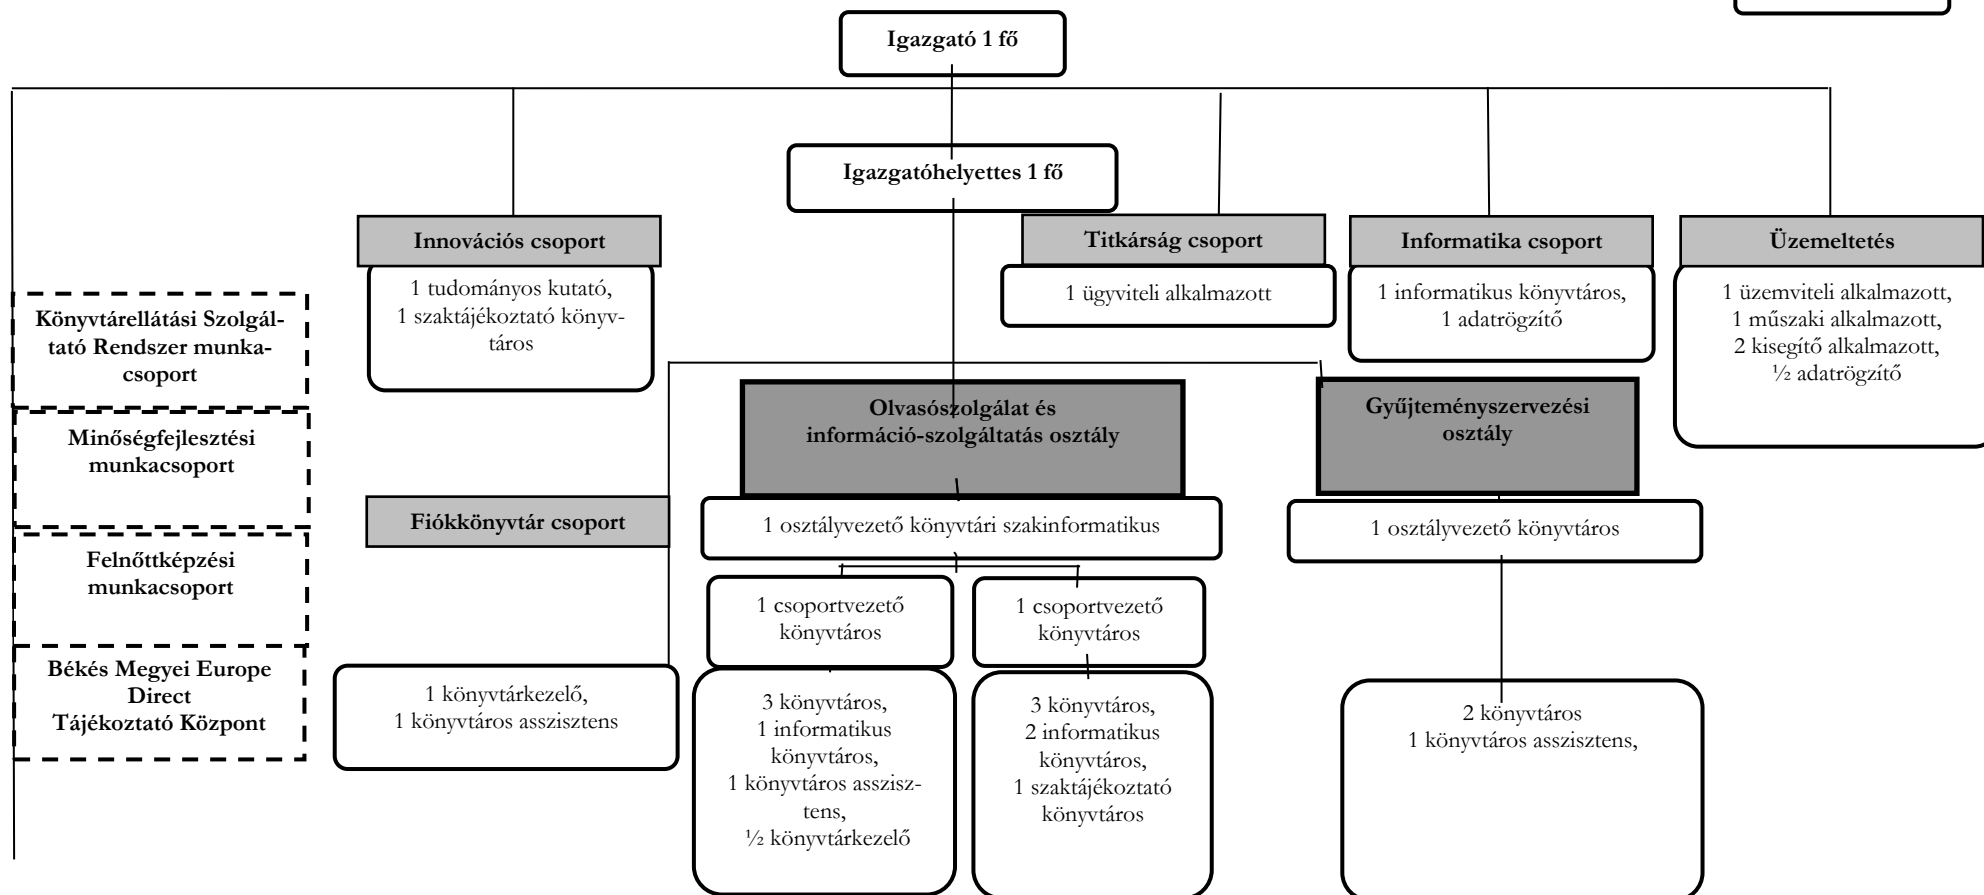 Igazgató 1 fő
Igazgatóhelyettes 1 fő
Innovációs csoport
1 tudományos kutató,
1 szaktájékoztató könyv-
táros
Titkárság csoport
1 ügyviteli alkalmazott
Informatika csoport
1 informatikus könyvtáros,
1 adatrögzítő
Üzemeltetés
1 üzemviteli alkalmazott,
1 műszaki alkalmazott,
2 kisegítő alkalmazott,
½ adatrögzítő
Könyvtárellátási Szolgál-
tató Rendszer munka-
csoport
Minőségfejlesztési
munkacsoport
Felnőttképzési
munkacsoport
Békés Megyei Europe
Direct
Tájékoztató Központ
Fiókkönyvtár csoport
1 könyvtárkezelő,
1 könyvtáros asszisztens
Olvasószolgálat és
információ-szolgáltatás osztály
1 osztályvezető könyvtári szakinformatikus
1 csoportvezető
könyvtáros
3 könyvtáros,
1 informatikus
könyvtáros,
1 könyvtáros asszisz-
tens,
½ könyvtárkezelő
1 csoportvezető
könyvtáros
3 könyvtáros,
2 informatikus
könyvtáros,
1 szaktájékoztató
könyvtáros
Gyűjteményszervezési
osztály
1 osztályvezető könyvtáros
2 könyvtáros
1 könyvtáros asszisztens,